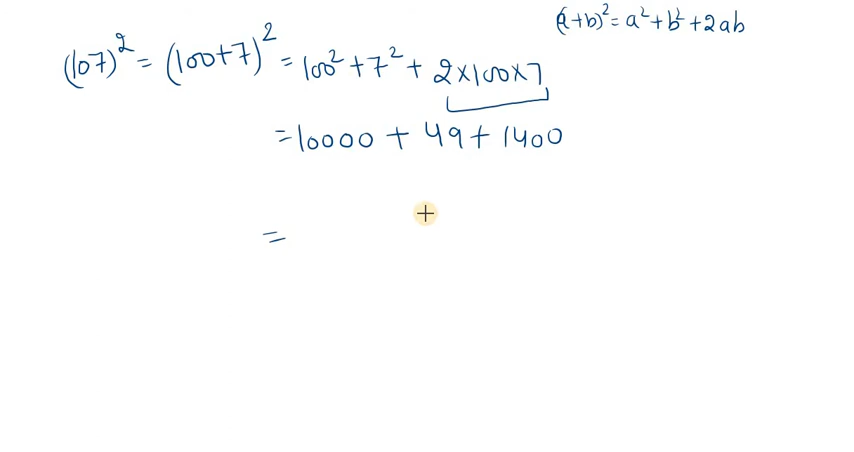 (a+b)² = a² + b² + 2ab
(107)² = (100+7)² = 100² + 7² + 2×100×7
= 10000 + 49 + 1400
=